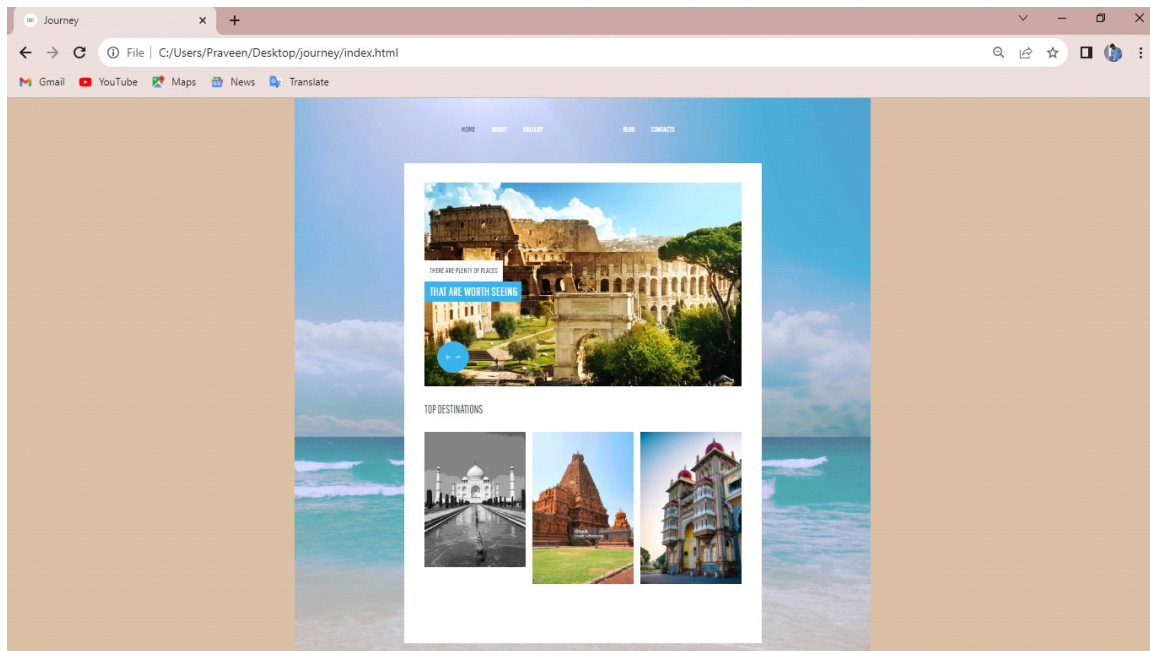 Journey
File | C:/Users/Praveen/Desktop/journey/index.html
Gmail YouTube Maps News Translate
HOME ABOUT GALLERY BLOG CONTACTS
THERE ARE PLENTY OF PLACES
THAT ARE WORTH SEEING
TOP DESTINATIONS
iStock